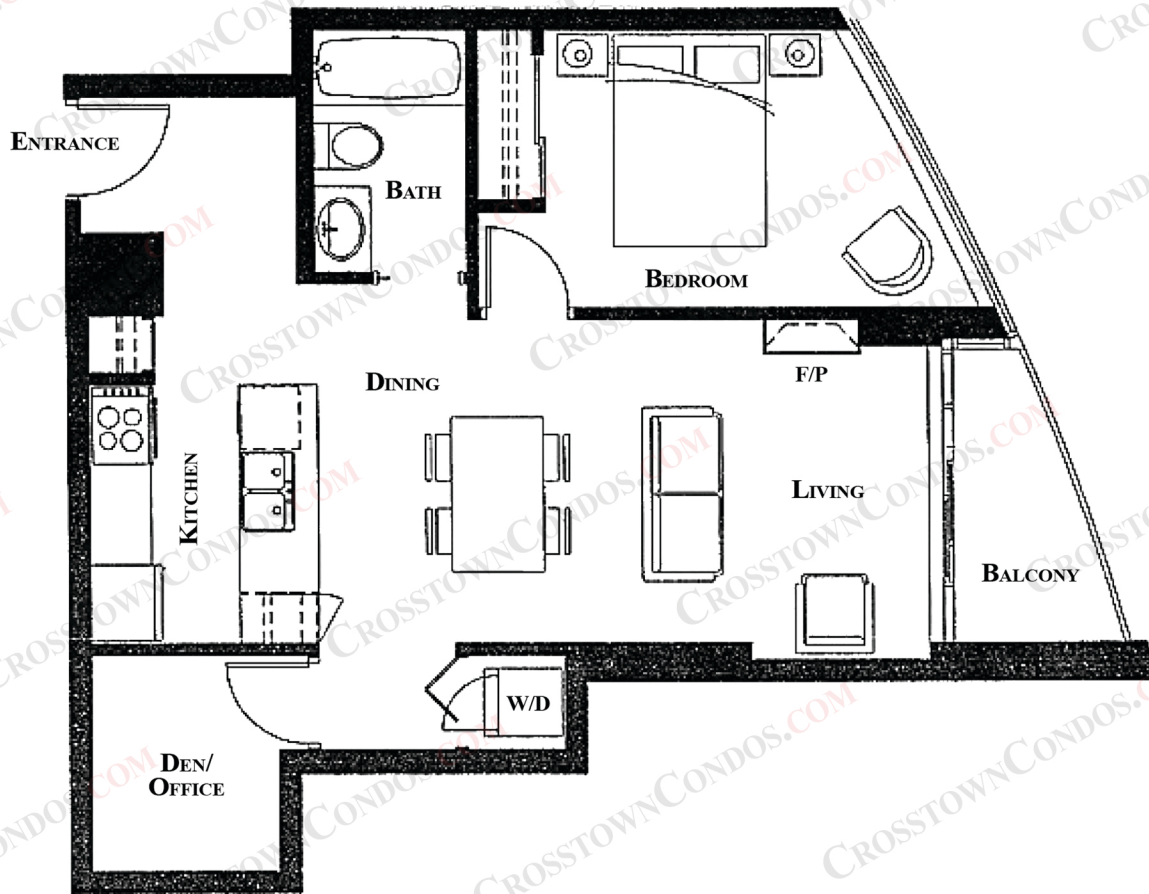 ENTRANCE
BATH
BEDROOM
DINING
F/P
KITCHEN
LIVING
BALCONY
W/D
DEN/
OFFICE
CROSSTOWNCONDOS.COM